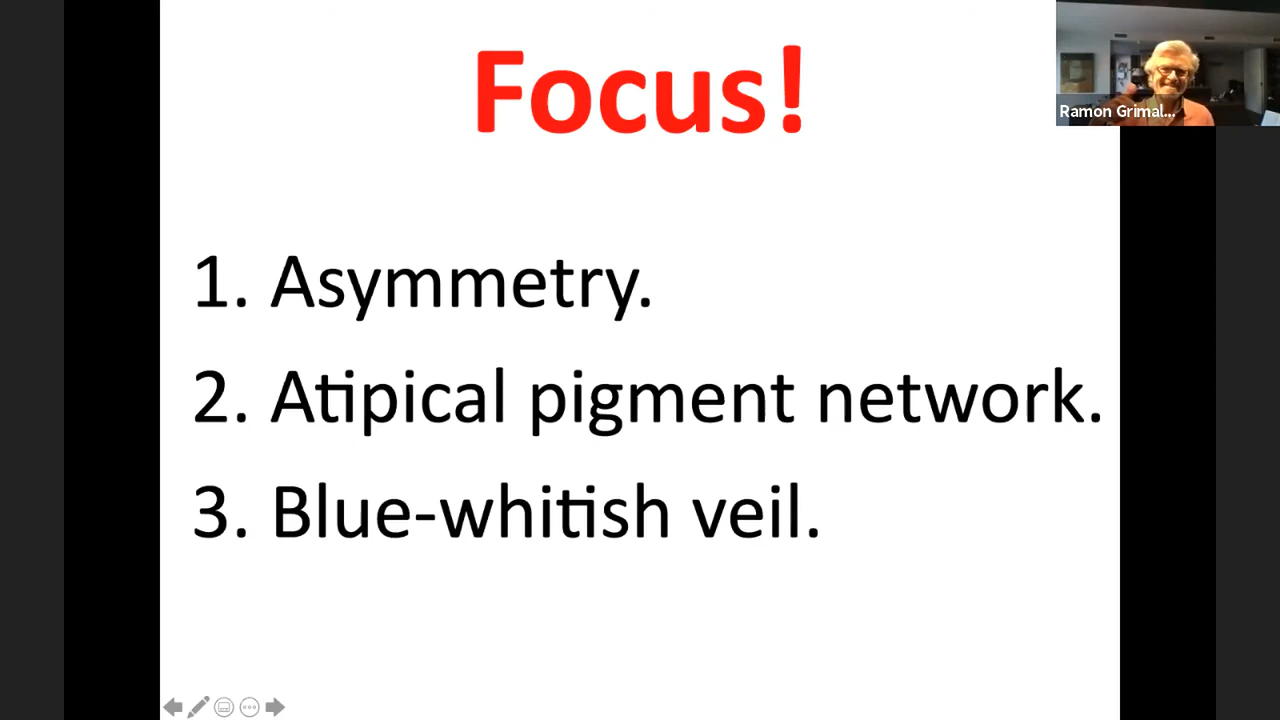 Focus!
Ramon Grimal...
1. Asymmetry.
2. Atipical pigment network.
3. Blue-whitish veil.